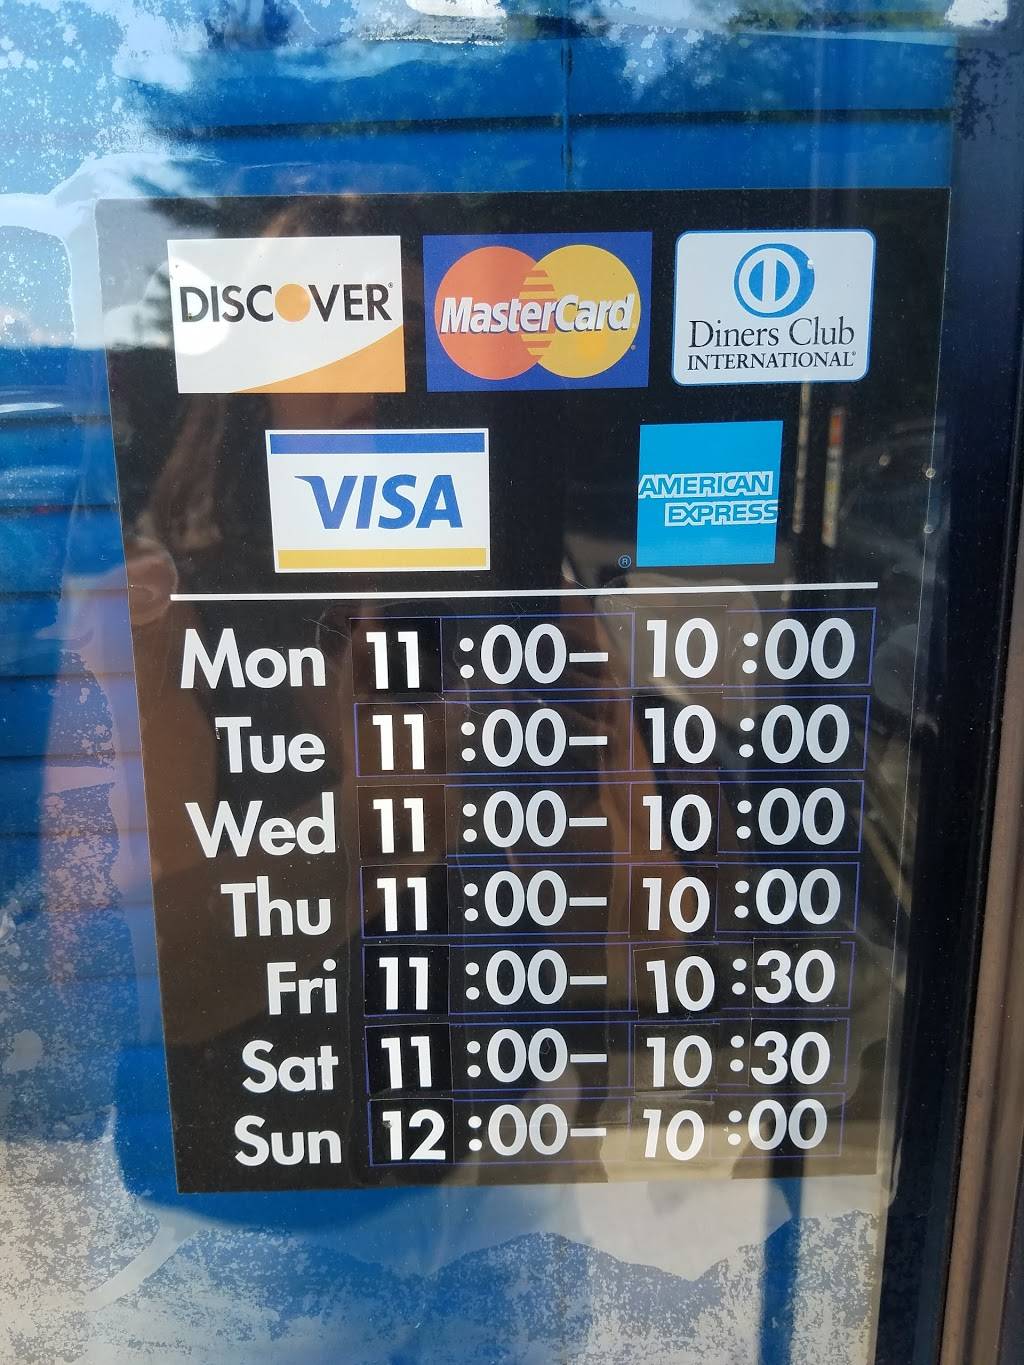 DISCOVER® MasterCard® Diners Club
INTERNATIONAL®
VISA AMERICAN
EXPRESS
®
Mon 11:00– 10:00
Tue 11:00– 10:00
Wed 11:00– 10:00
Thu 11:00– 10:00
Fri 11:00– 10:30
Sat 11:00– 10:30
Sun 12:00– 10:00